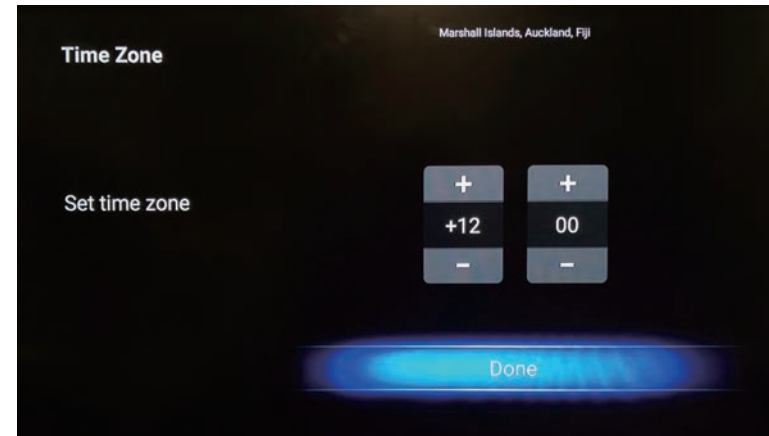 Marshall Islands, Auckland, Fiji
Time Zone
+ +
Set time zone
+12 00
- -
Done